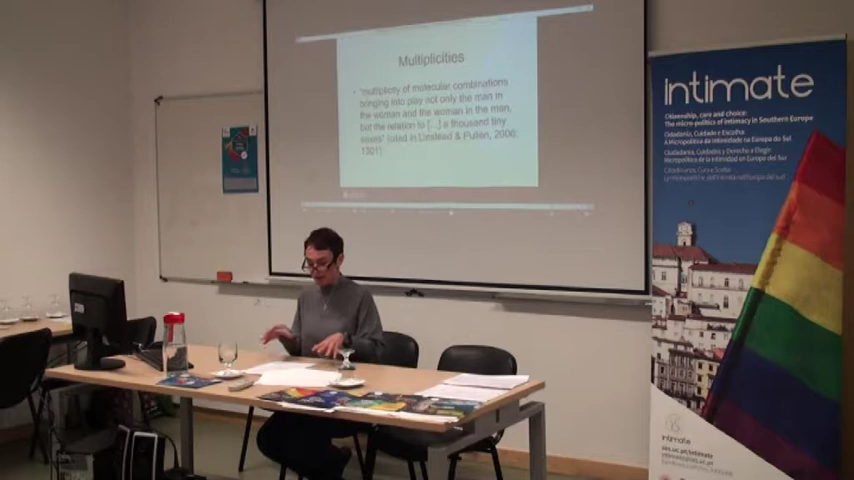 Multiplicities
• "multiplicity of molecular combinations
bringing into play not only the man in
the woman and the woman in the man,
but the relation to [...] a thousand tiny
sexes" (cited in Linstead & Pullen, 2006:
1301)
Intimate
Citizenship, care and choice:
The micro-politics of intimacy in Southern Europe
Cidadania, Cuidado e Escolha:
A Micropolítica da Intimidade na Europa do Sul
Ciudadanía, Cuidados y Derecho a Elegir:
Micropolítica de la intimidad en Europa del sud
intimate